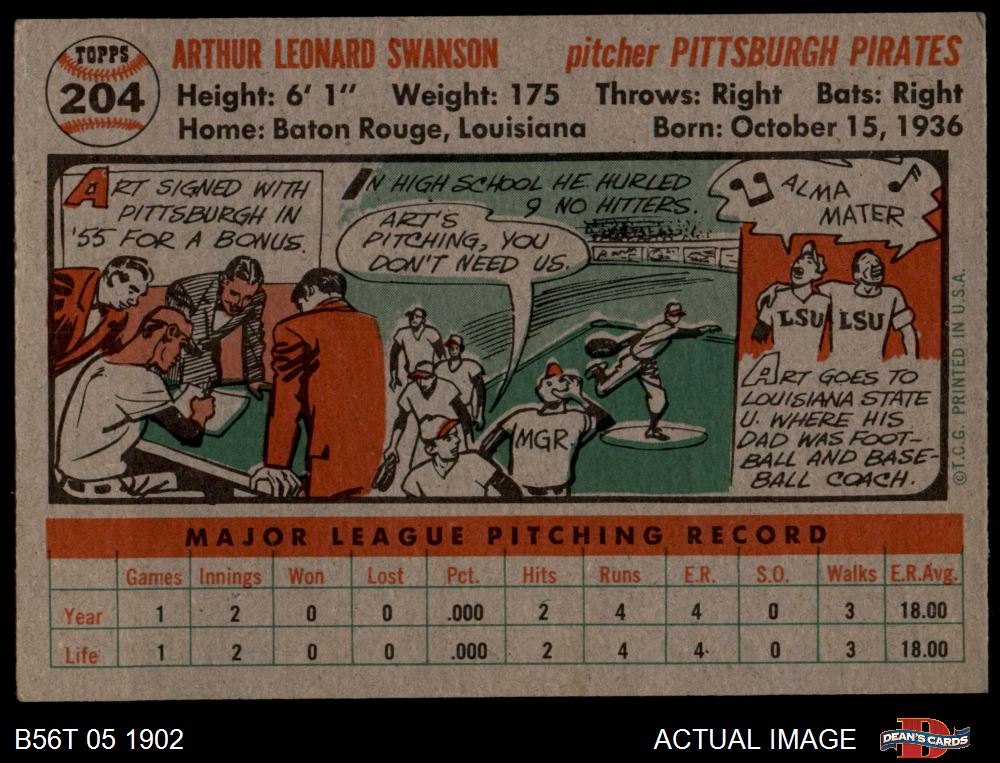 TOPPS
204
ARTHUR LEONARD SWANSON pitcher PITTSBURGH PIRATES
Height: 6' 1" Weight: 175 Throws: Right Bats: Right
Home: Baton Rouge, Louisiana Born: October 15, 1936
ART SIGNED WITH
PITTSBURGH IN
'55 FOR A BONUS.
IN HIGH SCHOOL HE HURLED
9 NO HITTERS.
ART'S
PITCHING, YOU
DON'T NEED US.
MGR.
ALMA
MATER
LSU LSU
ART GOES TO
LOUISIANA STATE
U. WHERE HIS
DAD WAS FOOT-
BALL AND BASE-
BALL COACH.
©T.C.G. PRINTED IN U.S.A.
MAJOR LEAGUE PITCHING RECORD
Games Innings Won Lost Pct. Hits Runs E.R. S.O. Walks E.R.Avg.
Year 1 2 0 0 .000 2 4 4 0 3 18.00
Life 1 2 0 0 .000 2 4 4 0 3 18.00
B56T 05 1902
ACTUAL IMAGE
D
DEAN'S CARDS